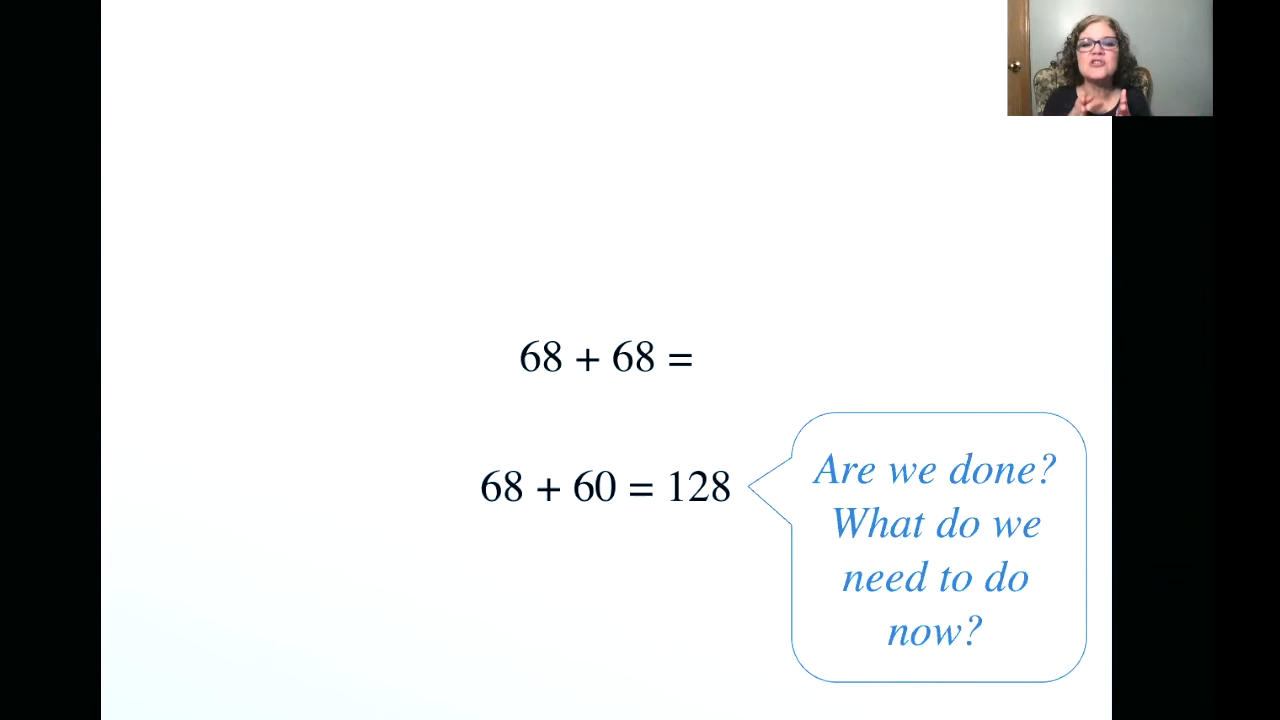 68 + 68 =
68 + 60 = 128
Are we done?
What do we
need to do
now?